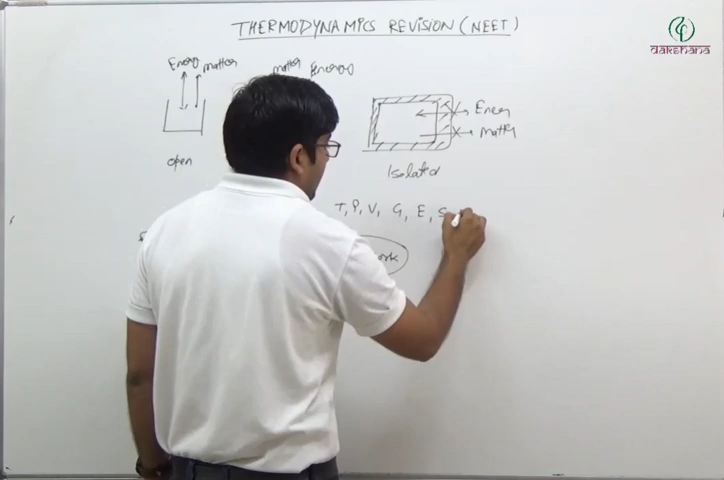 THERMODYNAMICS REVISION (NEET)
dakshana
Energy matter
matter Energy
Energy
matter
open
Isolated
T, P, V, G, E, S